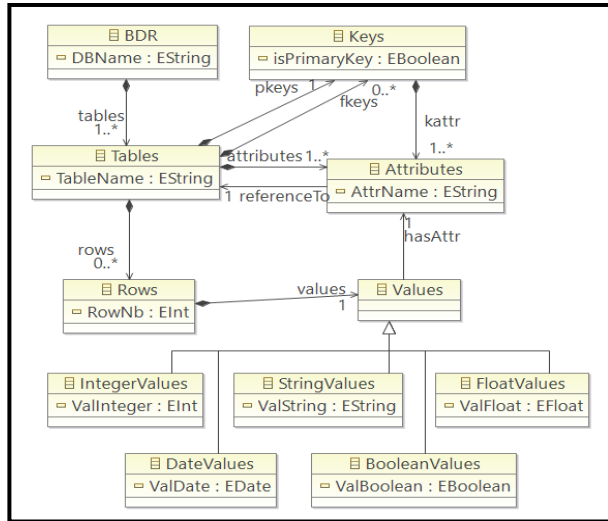 BDR
DBName : EString
Keys
isPrimaryKey : EBoolean
pkeys 1
0..*
fkeys
tables
1..*
kattr
1..*
Tables
TableName : EString
attributes 1..*
Attributes
AttrName : EString
1 referenceTo
1
hasAttr
rows
0..*
Rows
RowNb : EInt
values
1
Values
IntegerValues
ValInteger : EInt
StringValues
ValString : EString
FloatValues
ValFloat : EFloat
DateValues
ValDate : EDate
BooleanValues
ValBoolean : EBoolean